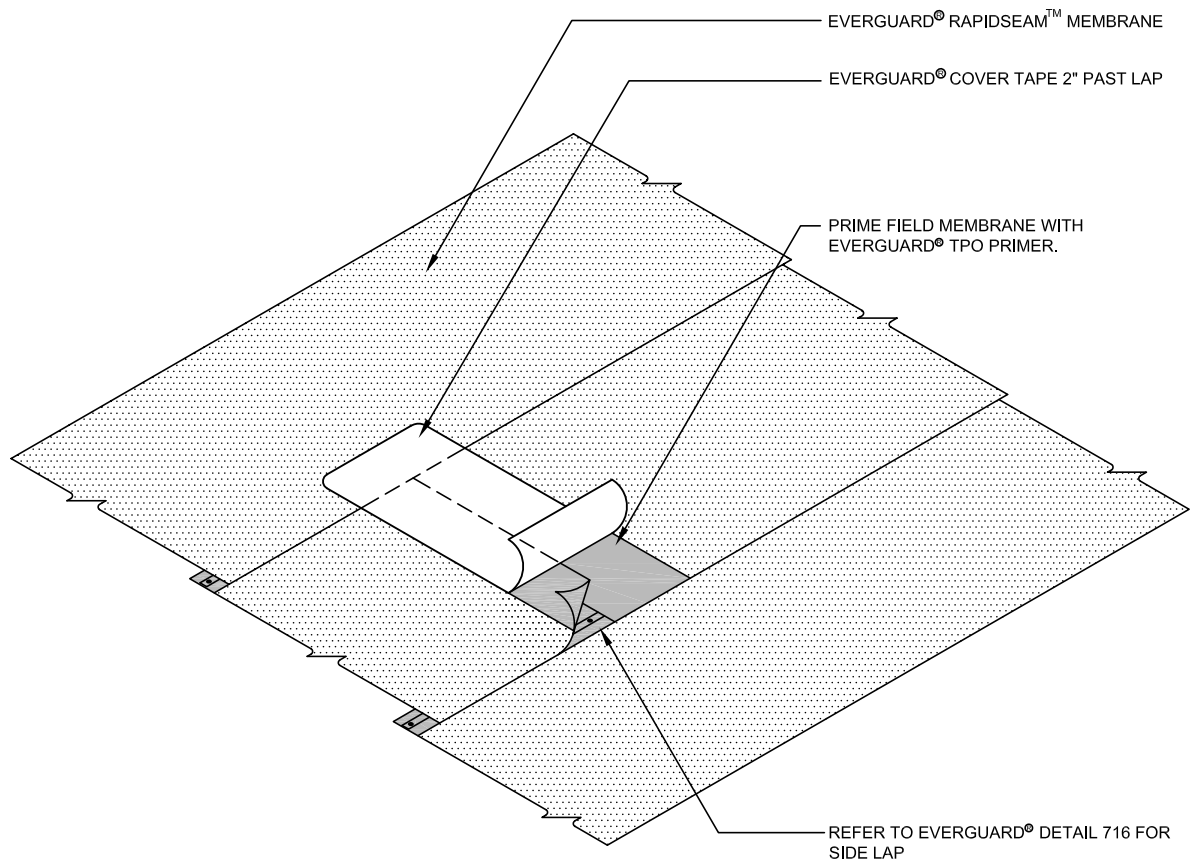 EVERGUARD® RAPIDSEAM™ MEMBRANE
EVERGUARD® COVER TAPE 2" PAST LAP
PRIME FIELD MEMBRANE WITH
EVERGUARD® TPO PRIMER.
REFER TO EVERGUARD® DETAIL 716 FOR
SIDE LAP